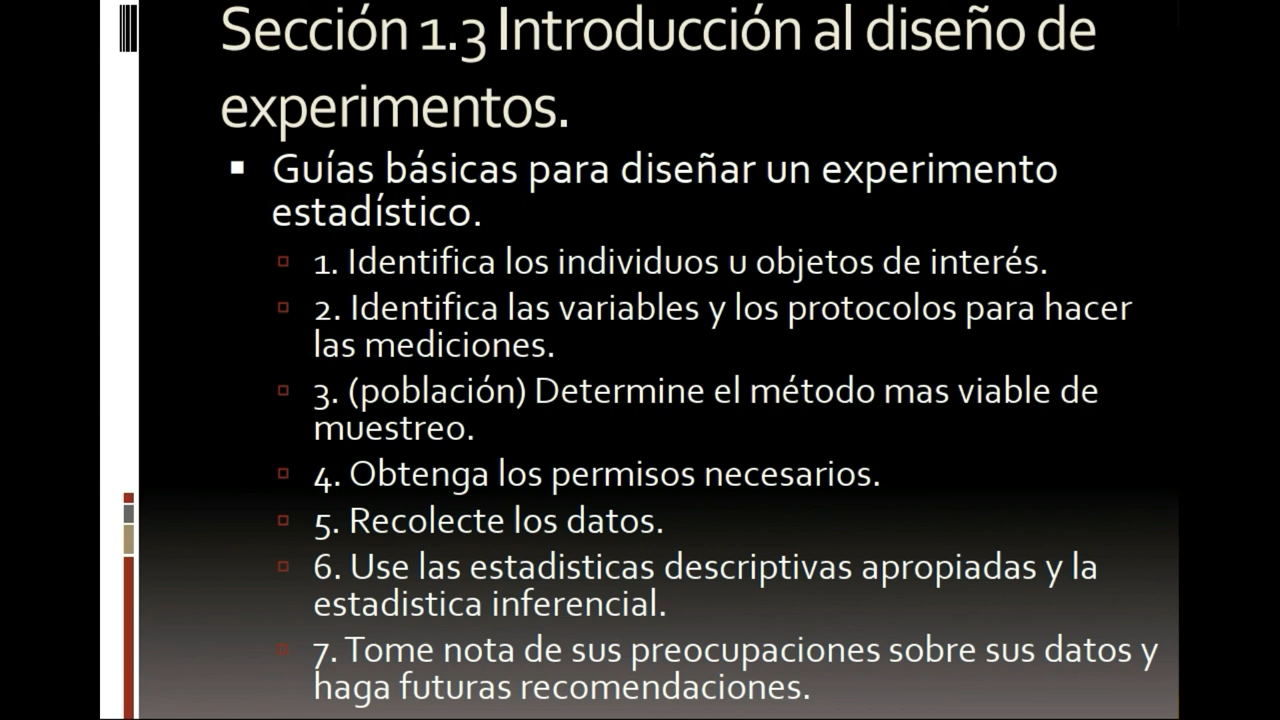 Sección 1.3 Introducción al diseño de
experimentos.
Guías básicas para diseñar un experimento
estadístico.
1. Identifica los individuos u objetos de interés.
2. Identifica las variables y los protocolos para hacer
las mediciones.
3. (población) Determine el método mas viable de
muestreo.
4. Obtenga los permisos necesarios.
5. Recolecte los datos.
6. Use las estadisticas descriptivas apropiadas y la
estadistica inferencial.
7. Tome nota de sus preocupaciones sobre sus datos y
haga futuras recomendaciones.